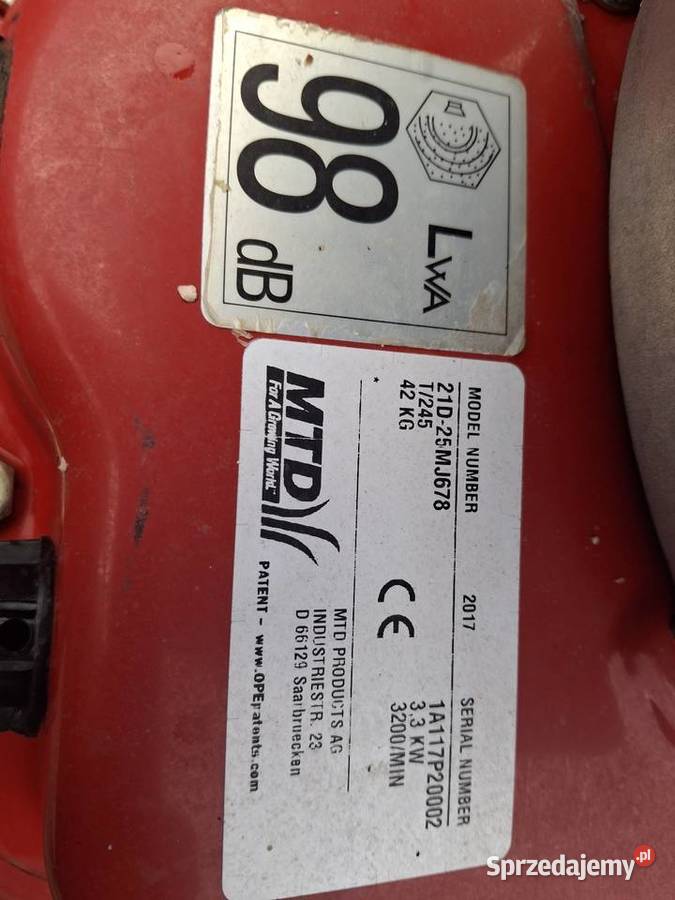 LWA
98 dB
MODEL NUMBER 2017 SERIAL NUMBER
21D-25MJ678 1A117P20002
T/245 3,3 KW
42 KG 3200/MIN
CE
*
MTD
For A Growing World.™
MTD PRODUCTS AG
INDUSTRIESTR. 23
D 66129 Saarbruecken
PATENT - www.OPEpatents.com
Sprzedajemy.pl